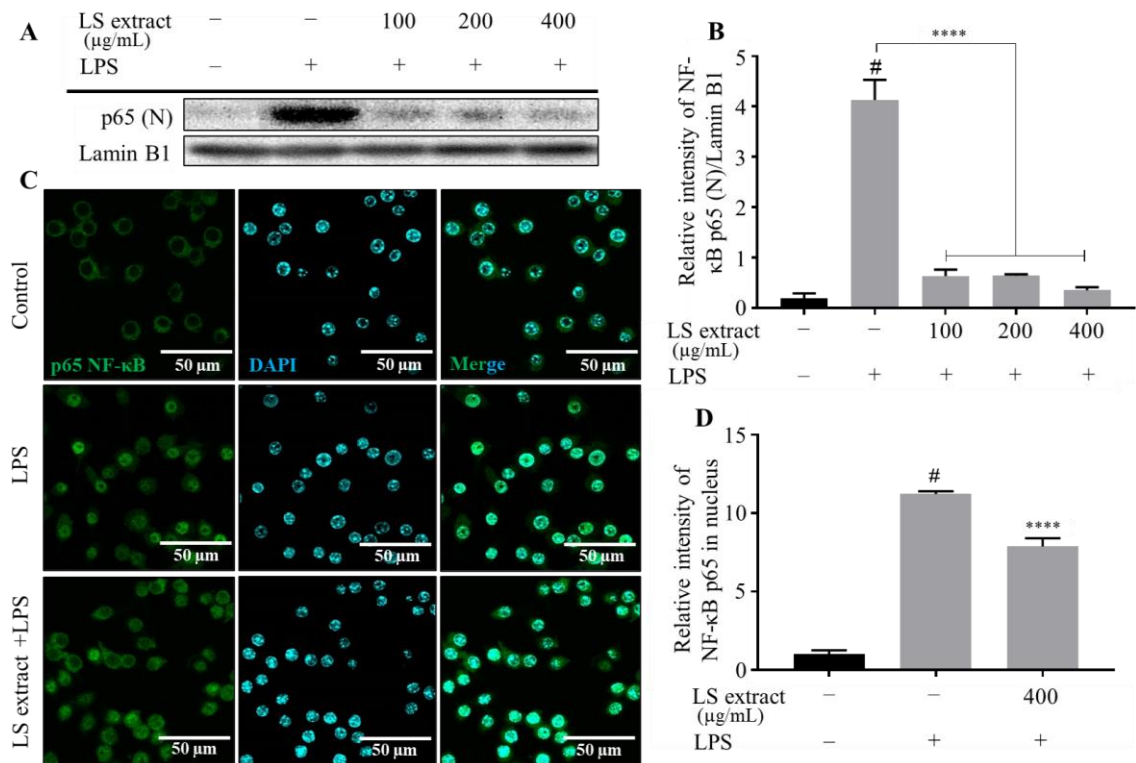 A
LS extract – – 100 200 400
(µg/mL)
LPS – + + + +
p65 (N)
Lamin B1
B
Relative intensity of NF-
κB p65 (N)/Lamin B1
5
4
3
2
1
0
#
****
LS extract – – 100 200 400
(µg/mL)
LPS – + + + +
C
Control
p65 NF-κB
50 µm
DAPI
50 µm
Merge
50 µm
LPS
50 µm
50 µm
50 µm
LS extract +LPS
50 µm
50 µm
50 µm
D
Relative intensity of
NF-κB p65 in nucleus
15
10
5
0
#
****
LS extract – – 400
(µg/mL)
LPS – + +